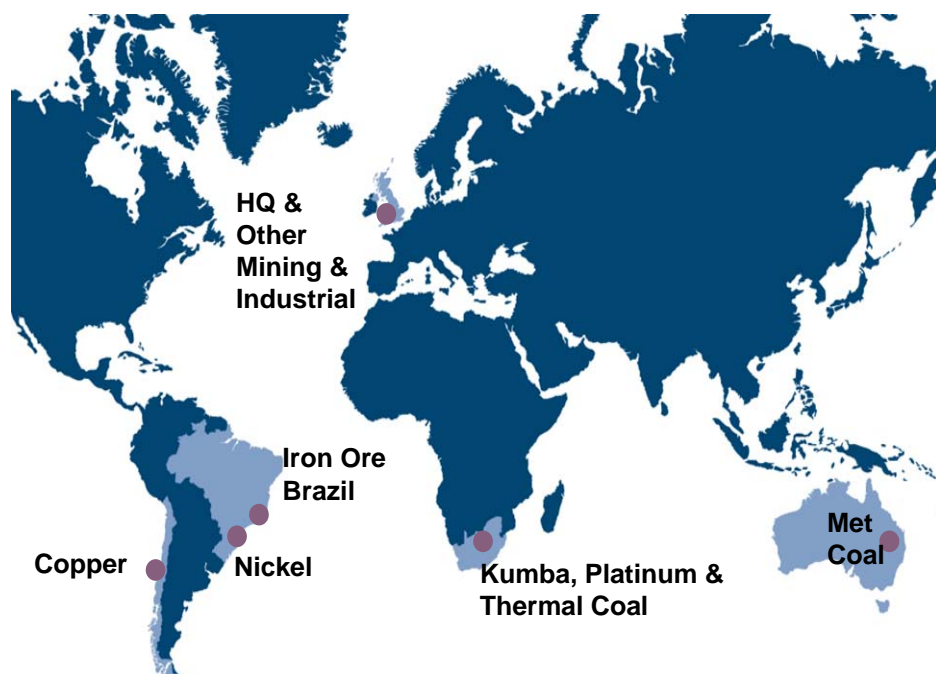 HQ &
Other
Mining &
Industrial
Iron Ore
Brazil
Met
Coal
Copper
Nickel
Kumba, Platinum &
Thermal Coal